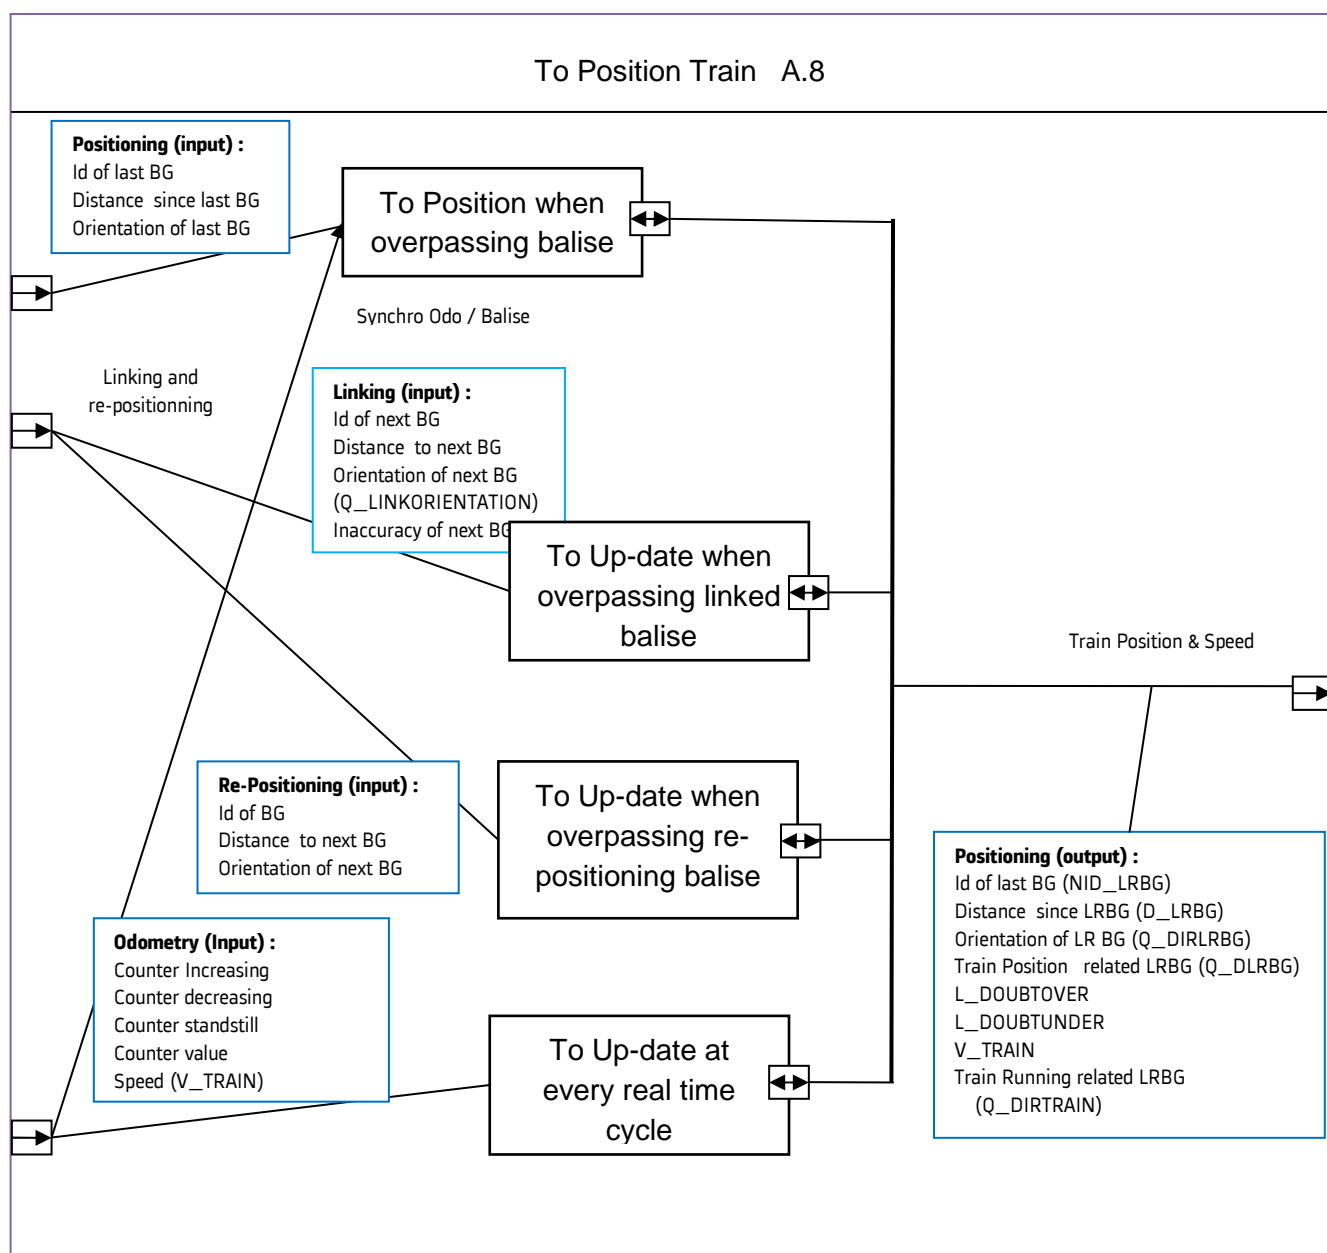 To Position Train A.8
Positioning (input) :
Id of last BG
Distance since last BG
Orientation of last BG
To Position when
overpassing balise
Synchro Odo / Balise
Linking and
re-positionning
Linking (input) :
Id of next BG
Distance to next BG
Orientation of next BG
(Q_LINKORIENTATION)
Inaccuracy of next BG
To Up-date when
overpassing linked
balise
Train Position & Speed
Re-Positioning (input) :
Id of BG
Distance to next BG
Orientation of next BG
To Up-date when
overpassing re-
positioning balise
Positioning (output) :
Id of last BG (NID_LRBG)
Distance since LRBG (D_LRBG)
Orientation of LR BG (Q_DIRLRBG)
Train Position related LRBG (Q_DLRBG)
L_DOUBTOVER
L_DOUBTUNDER
V_TRAIN
Train Running related LRBG
(Q_DIRTRAIN)
Odometry (Input) :
Counter Increasing
Counter decreasing
Counter standstill
Counter value
Speed (V_TRAIN)
To Up-date at
every real time
cycle